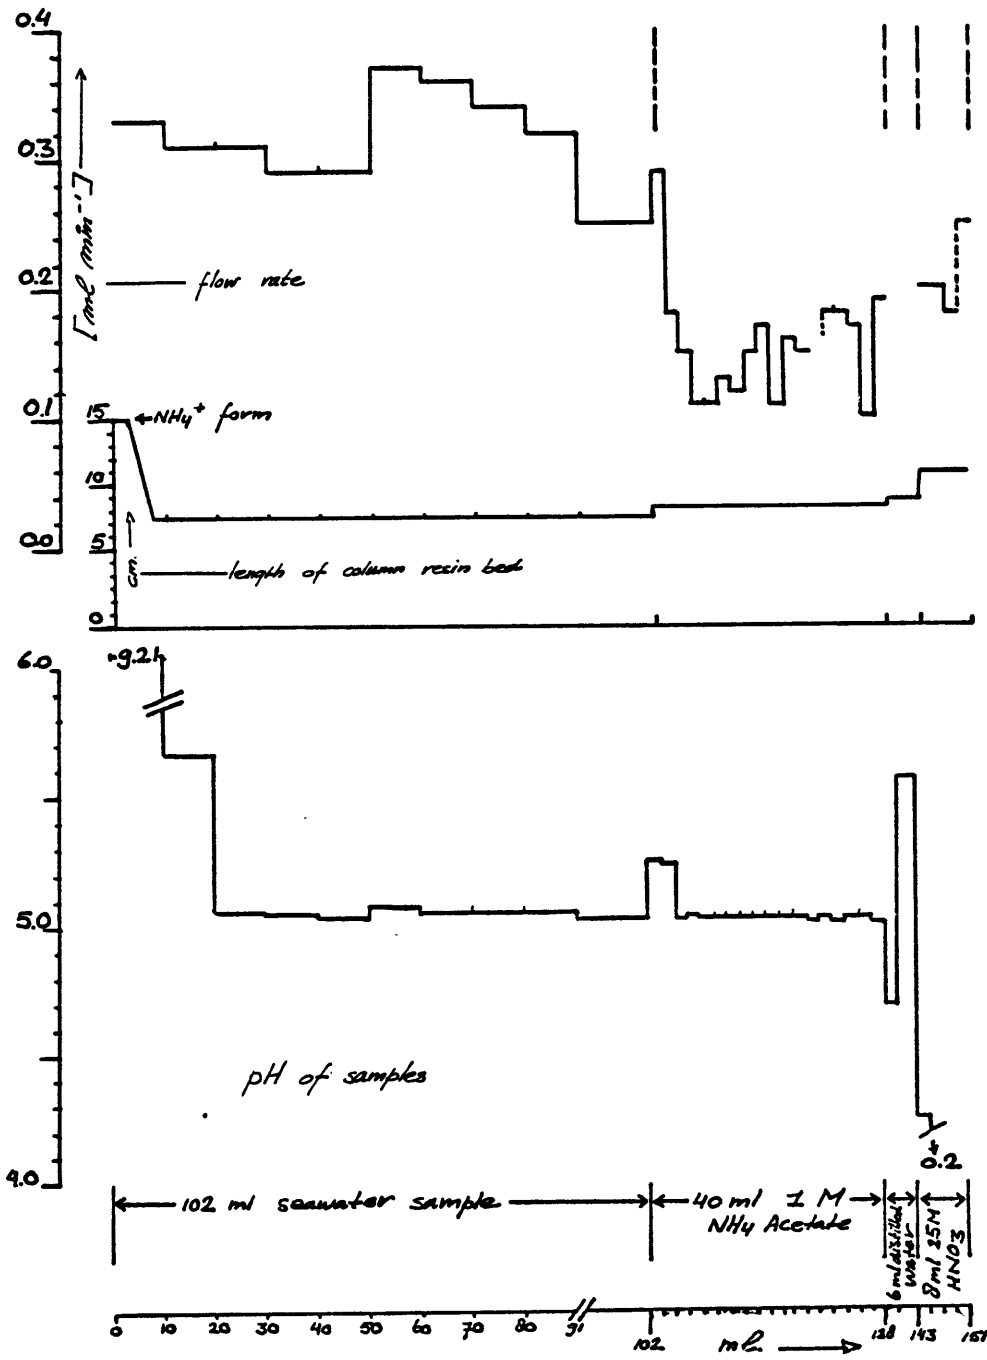 0.4
0.3
0.2
0.1
0.0
[ml min⁻¹]
flow rate
15
10
5
0
←NH4+ form
cm.
length of column resin bed
6.0
5.0
4.0
9.2
pH of samples
0.2
102 ml seawater sample
40 ml 1 M
NH4 Acetate
6 ml distilled
water
8 ml 25M
HNO3
0 10 20 30 40 50 60 70 80 91 102 ml. 138 143 151